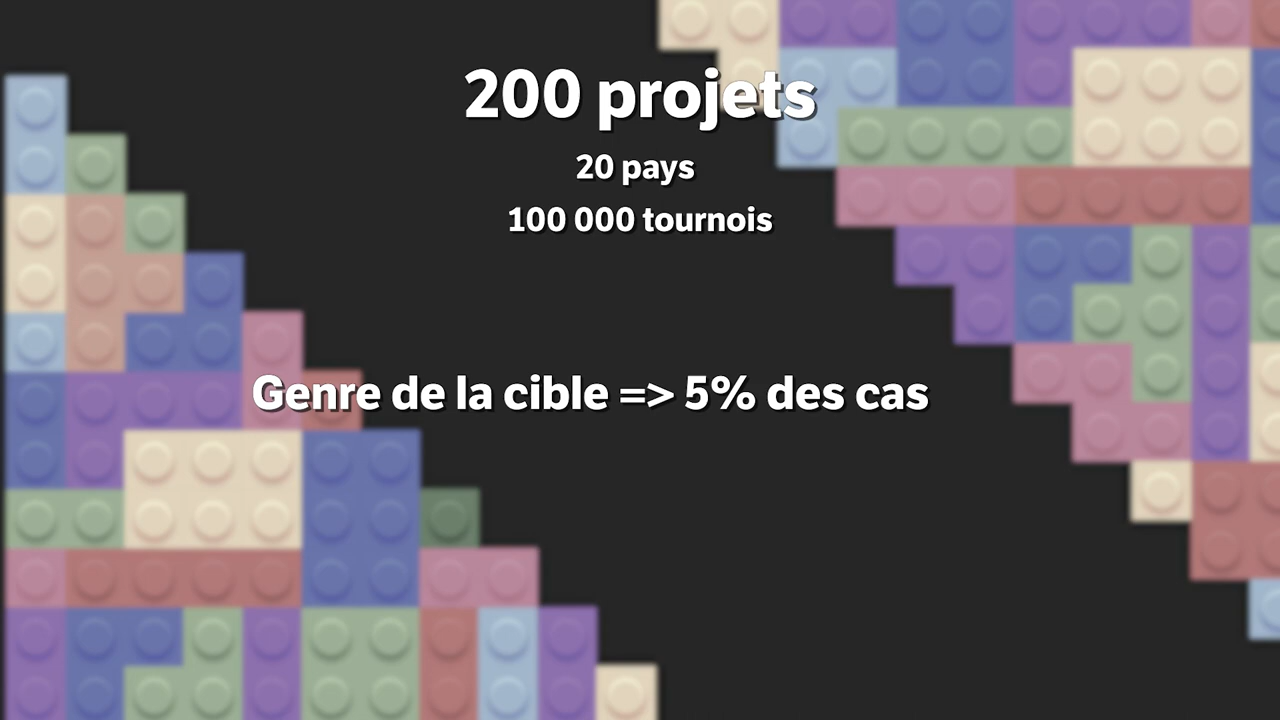 200 projets
20 pays
100 000 tournois
Genre de la cible => 5% des cas